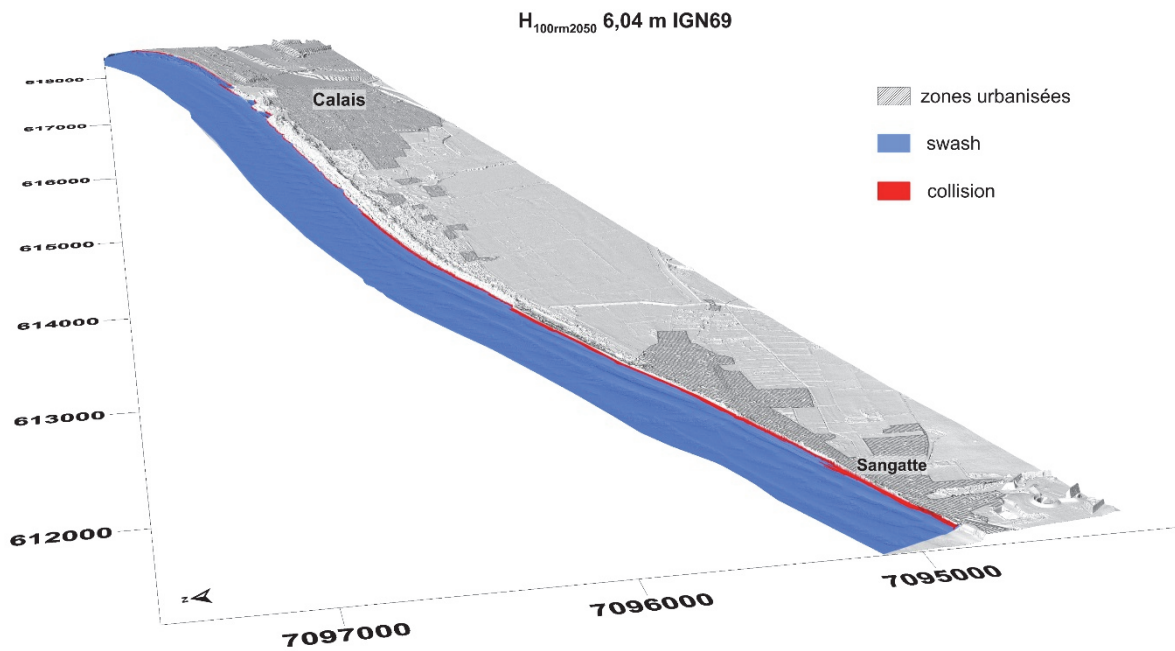 H100rm2050 6,04 m IGN69
zones urbanisées
swash
collision
Calais
Sangatte
618000
617000
616000
615000
614000
613000
612000
7097000
7096000
7095000
z